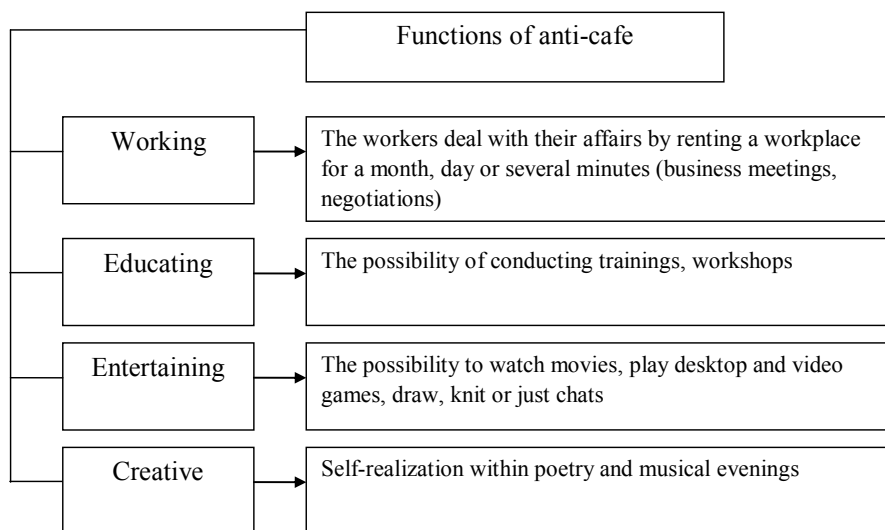 Functions of anti-cafe
Working
The workers deal with their affairs by renting a workplace
for a month, day or several minutes (business meetings,
negotiations)
Educating
The possibility of conducting trainings, workshops
Entertaining
The possibility to watch movies, play desktop and video
games, draw, knit or just chats
Creative
Self-realization within poetry and musical evenings